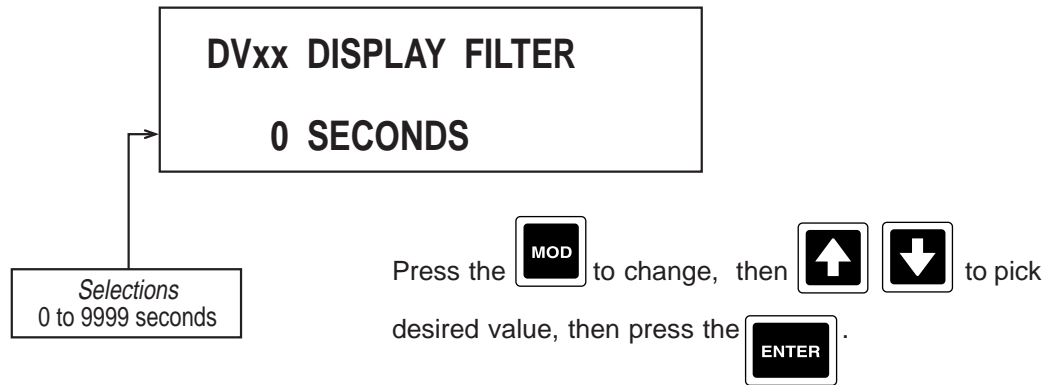 DVxx DISPLAY FILTER
0 SECONDS
Selections
0 to 9999 seconds
Press the MOD to change, then to pick
desired value, then press the ENTER.